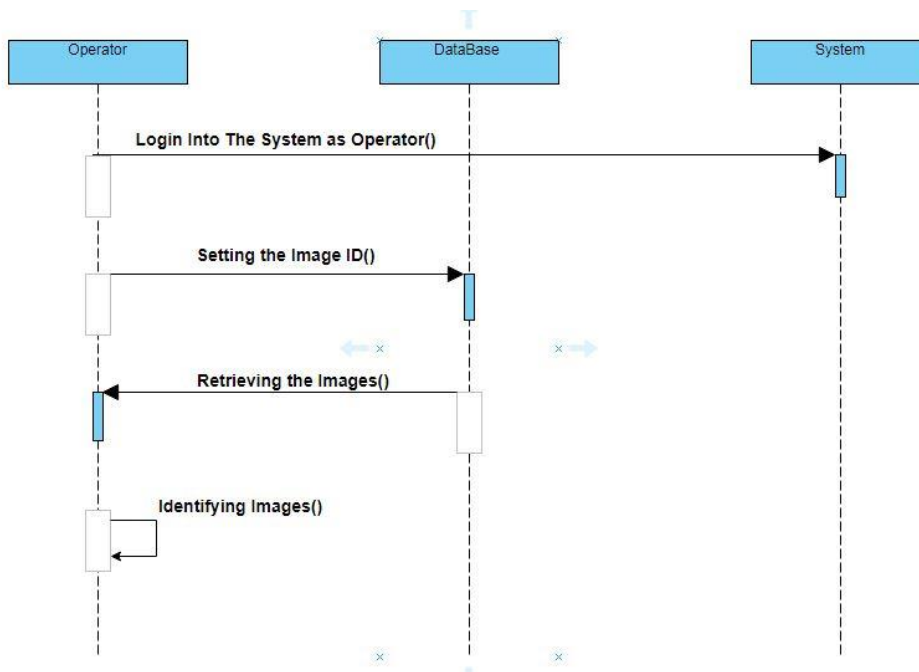 Operator
DataBase
System
Login Into The System as Operator()
Setting the Image ID()
Retrieving the Images()
Identifying Images()